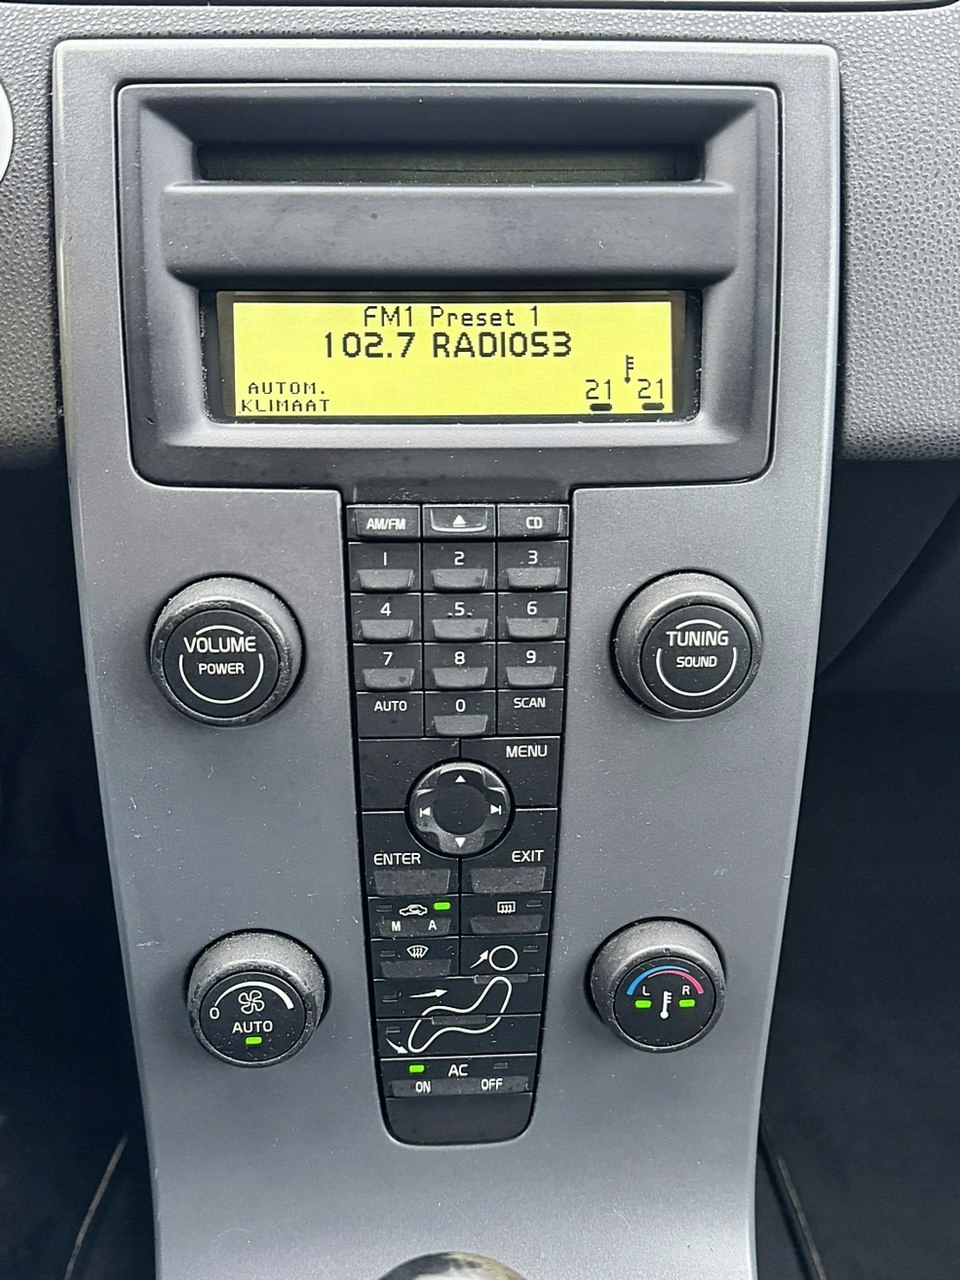 FM1 Preset 1
102.7 RADIOS3
AUTOM.
KLIMAAT
21 21
AM/FM CD
1 2 3
4 5 6
7 8 9
AUTO 0 SCAN
VOLUME
POWER
TUNING
SOUND
MENU
ENTER EXIT
M A
0
AUTO
L R
AC
ON OFF